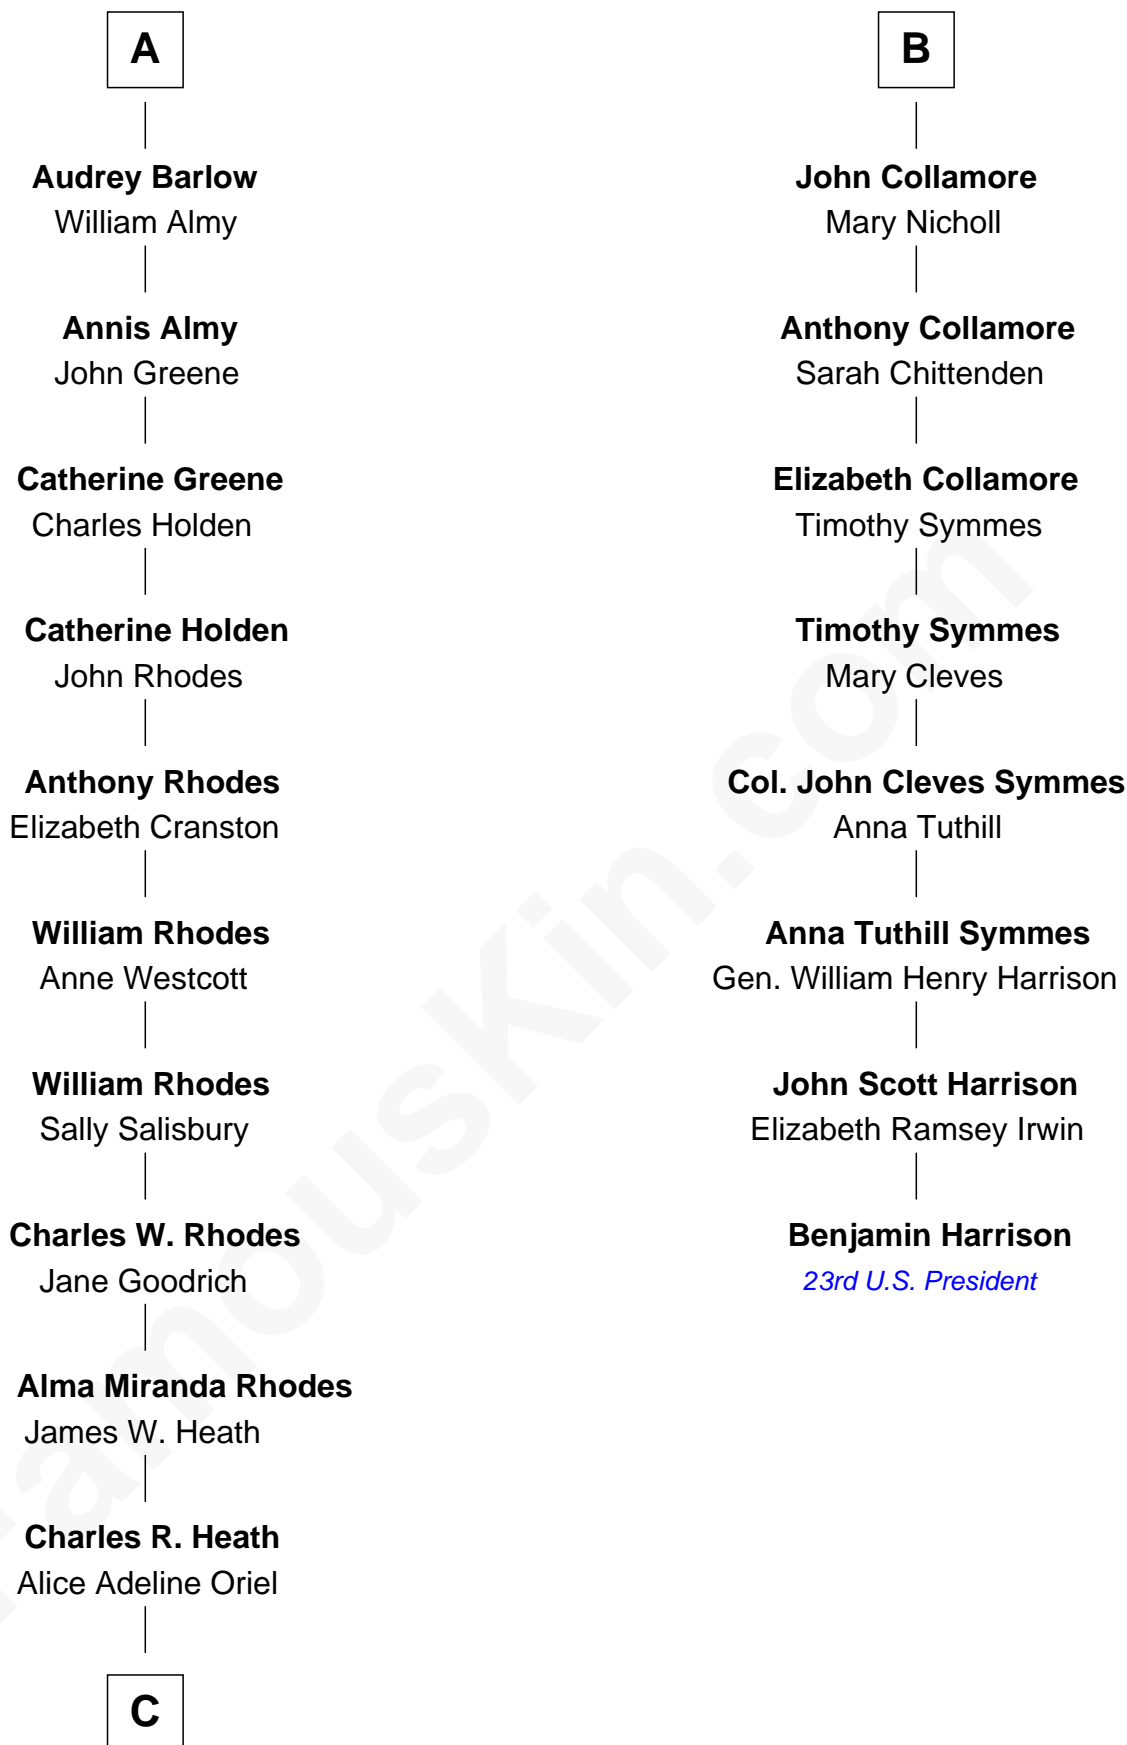 A
Audrey Barlow
William Almy
Annis Almy
John Greene
Catherine Greene
Charles Holden
Catherine Holden
John Rhodes
Anthony Rhodes
Elizabeth Cranston
William Rhodes
Anne Westcott
William Rhodes
Sally Salisbury
Charles W. Rhodes
Jane Goodrich
Alma Miranda Rhodes
James W. Heath
Charles R. Heath
Alice Adeline Oriel
C
B
John Collamore
Mary Nicholl
Anthony Collamore
Sarah Chittenden
Elizabeth Collamore
Timothy Symmes
Timothy Symmes
Mary Cleves
Col. John Cleves Symmes
Anna Tuthill
Anna Tuthill Symmes
Gen. William Henry Harrison
John Scott Harrison
Elizabeth Ramsey Irwin
Benjamin Harrison
23rd U.S. President
FamousKin.com